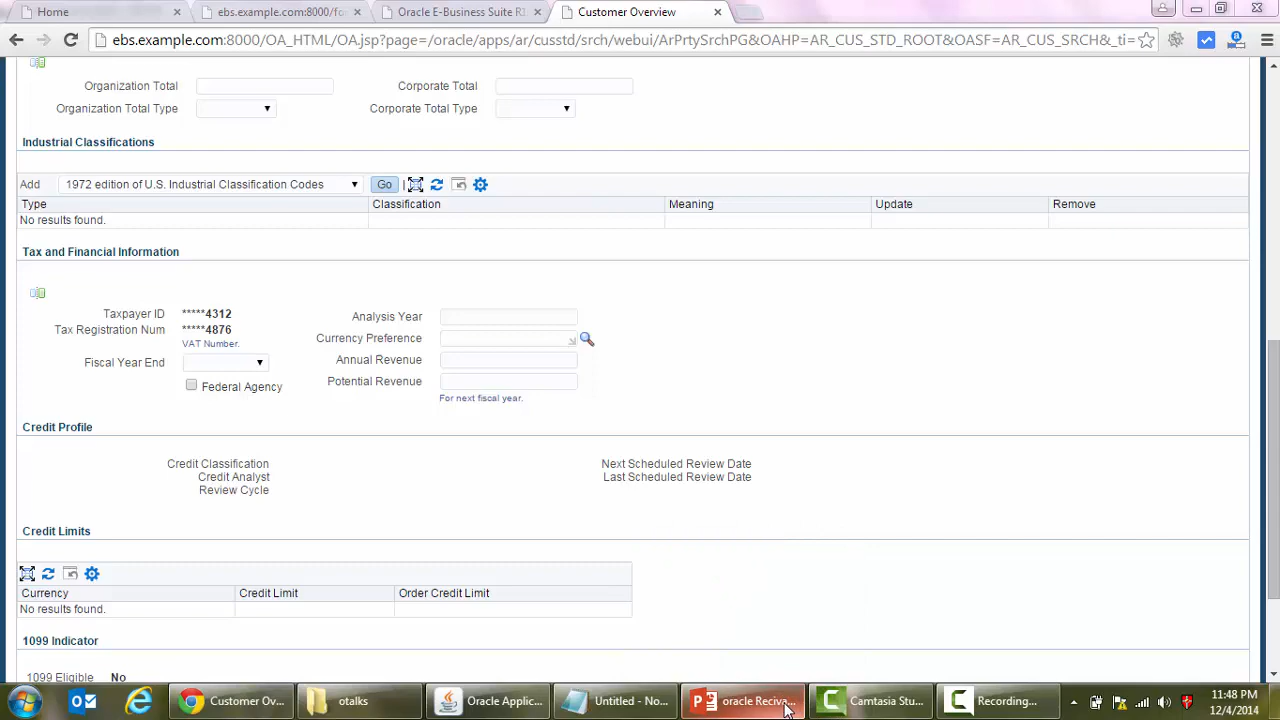 Home
ebs.example.com:8000/fo
Oracle E-Business Suite R1
Customer Overview
ebs.example.com:8000/OA_HTML/OA.jsp?page=/oracle/apps/ar/cusstd/srch/webui/ArPrtySrchPG&OAHP=AR_CUS_STD_ROOT&OASF=AR_CUS_SRCH&_ti=
Organization Total
Corporate Total
Organization Total Type
Corporate Total Type
Industrial Classifications
Add 1972 edition of U.S. Industrial Classification Codes Go
Type Classification Meaning Update Remove
No results found.
Tax and Financial Information
Taxpayer ID *****4312
Analysis Year
Tax Registration Num *****4876
VAT Number.
Currency Preference
Fiscal Year End
Annual Revenue
Federal Agency
Potential Revenue
For next fiscal year.
Credit Profile
Credit Classification
Next Scheduled Review Date
Credit Analyst
Last Scheduled Review Date
Review Cycle
Credit Limits
Currency Credit Limit Order Credit Limit
No results found.
1099 Indicator
1099 Eligible No
Customer Ov...
otalks
Oracle Applic...
Untitled - No...
oracle Reciva...
Camtasia Stu...
Recording...
11:48 PM
12/4/2014